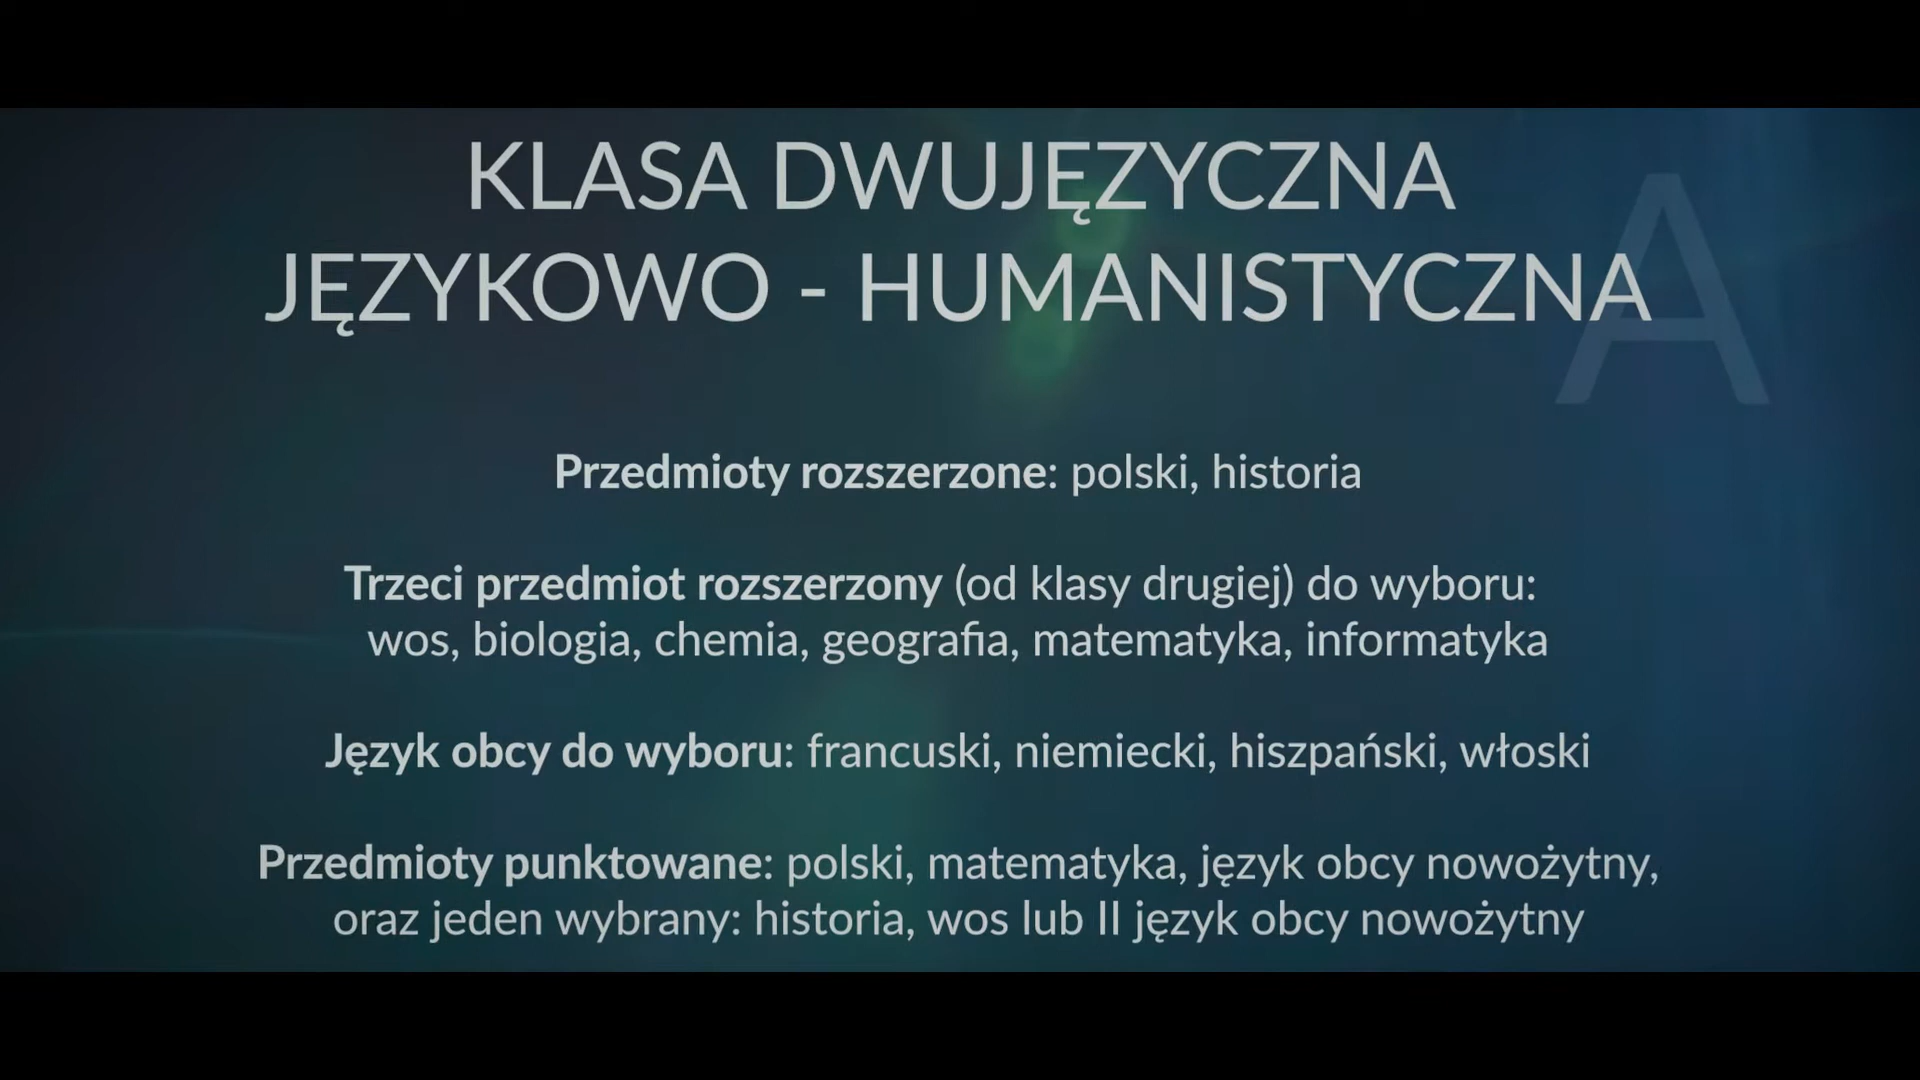 KLASA DWUJĘZYCZNA
JĘZYKOWO - HUMANISTYCZNA
A
Przedmioty rozszerzone: polski, historia
Trzeci przedmiot rozszerzony (od klasy drugiej) do wyboru:
wos, biologia, chemia, geografia, matematyka, informatyka
Język obcy do wyboru: francuski, niemiecki, hiszpański, włoski
Przedmioty punktowane: polski, matematyka, język obcy nowożytny,
oraz jeden wybrany: historia, wos lub II język obcy nowożytny